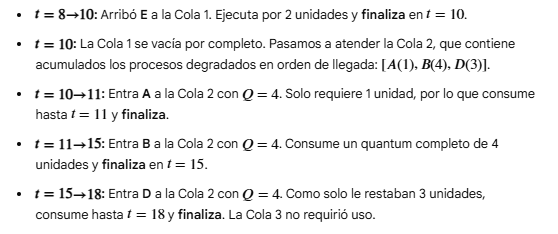 • t = 8→10: Arribó E a la Cola 1. Ejecuta por 2 unidades y finaliza en t = 10.
• t = 10: La Cola 1 se vacía por completo. Pasamos a atender la Cola 2, que contiene
acumulados los procesos degradados en orden de llegada: [A(1), B(4), D(3)].
• t = 10→11: Entra A a la Cola 2 con Q = 4. Solo requiere 1 unidad, por lo que consume
hasta t = 11 y finaliza.
• t = 11→15: Entra B a la Cola 2 con Q = 4. Consume un quantum completo de 4
unidades y finaliza en t = 15.
• t = 15→18: Entra D a la Cola 2 con Q = 4. Como solo le restaban 3 unidades,
consume hasta t = 18 y finaliza. La Cola 3 no requirió uso.